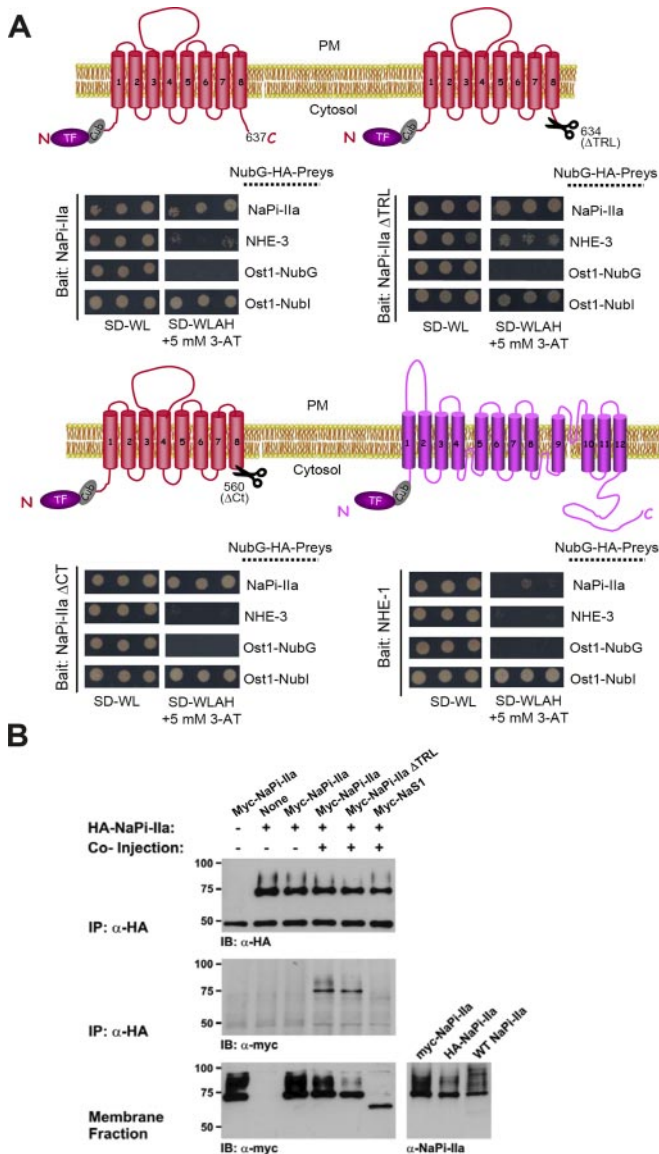 A
PM
PM
1 2 3 4 5 6 7 8
1 2 3 4 5 6 7 8
Cytosol
N TF Cub
637 C
N TF Cub
634
(ΔTRL)
NubG-HA-Preys
NubG-HA-Preys
Bait: NaPi-IIa
NaPi-IIa
NHE-3
Ost1-NubG
Ost1-NubI
SD-WL
SD-WLAH
+5 mM 3-AT
Bait: NaPi-IIa ΔTRL
NaPi-IIa
NHE-3
Ost1-NubG
Ost1-NubI
SD-WL
SD-WLAH
+5 mM 3-AT
PM
1 2 3 4 5 6 7 8
1 2 3 4 5 6 7 8 9 10 11 12
Cytosol
N TF Cub
560
(ΔCt)
N TF Cub
C
NubG-HA-Preys
NubG-HA-Preys
Bait: NaPi-IIa ΔCT
NaPi-IIa
NHE-3
Ost1-NubG
Ost1-NubI
SD-WL
SD-WLAH
+5 mM 3-AT
Bait: NHE-1
NaPi-IIa
NHE-3
Ost1-NubG
Ost1-NubI
SD-WL
SD-WLAH
+5 mM 3-AT
B
Myc-NaPi-IIa
None
Myc-NaPi-IIa
Myc-NaPi-IIa
Myc-NaPi-IIa ΔTRL
Myc-NaS1
HA-NaPi-IIa: - + + + + +
Co- Injection: - - - + + +
100
75
50
IP: α-HA
IB: α-HA
100
75
50
IP: α-HA
IB: α-myc
myc-NaPi-IIa
HA-NaPi-IIa
WT NaPi-IIa
100
75
50
Membrane
Fraction
IB: α-myc
α-NaPi-IIa